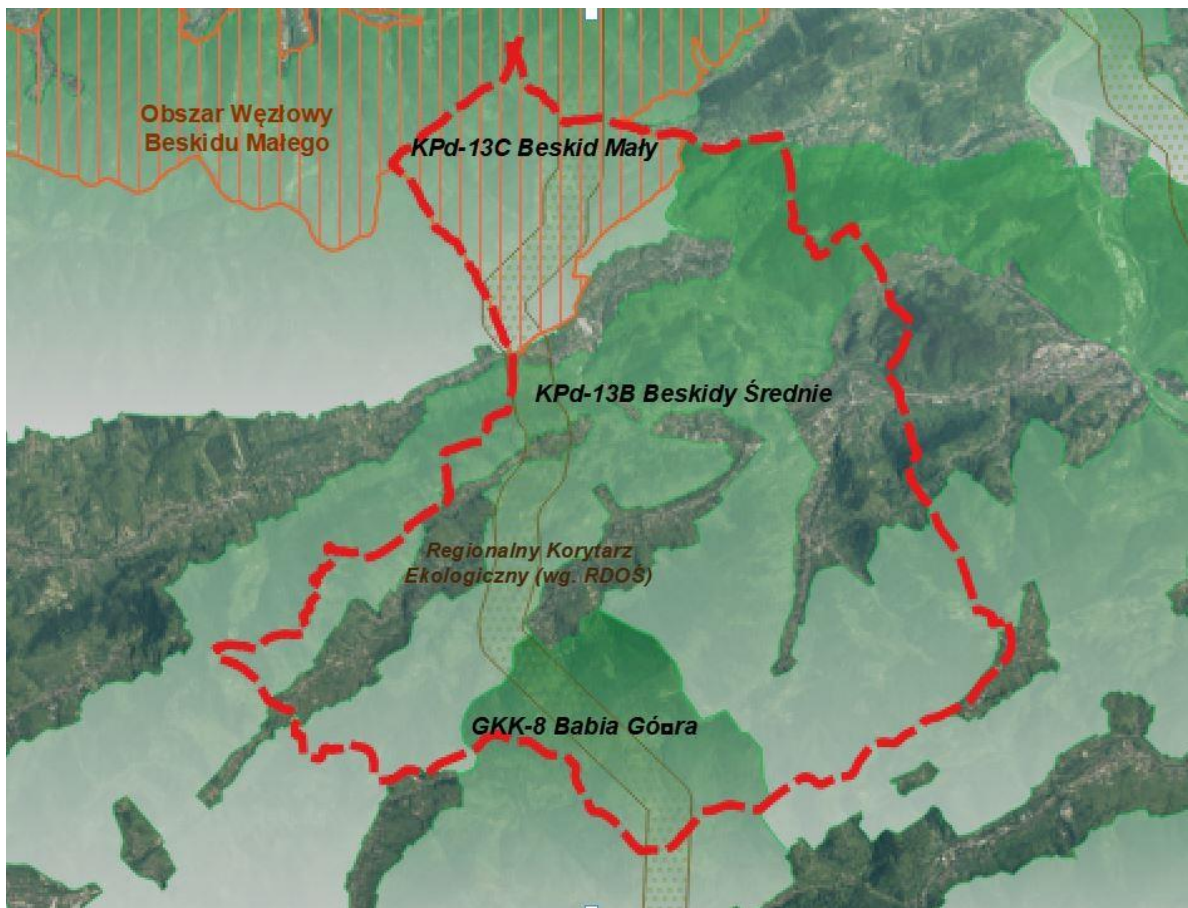 Obszar Węzłowy
Beskidu Małego
KPd-13C Beskid Mały
KPd-13B Beskidy Średnie
Regionalny Korytarz
Ekologiczny (wg. RDOŚ)
GKK-8 Babia Gó¤ra